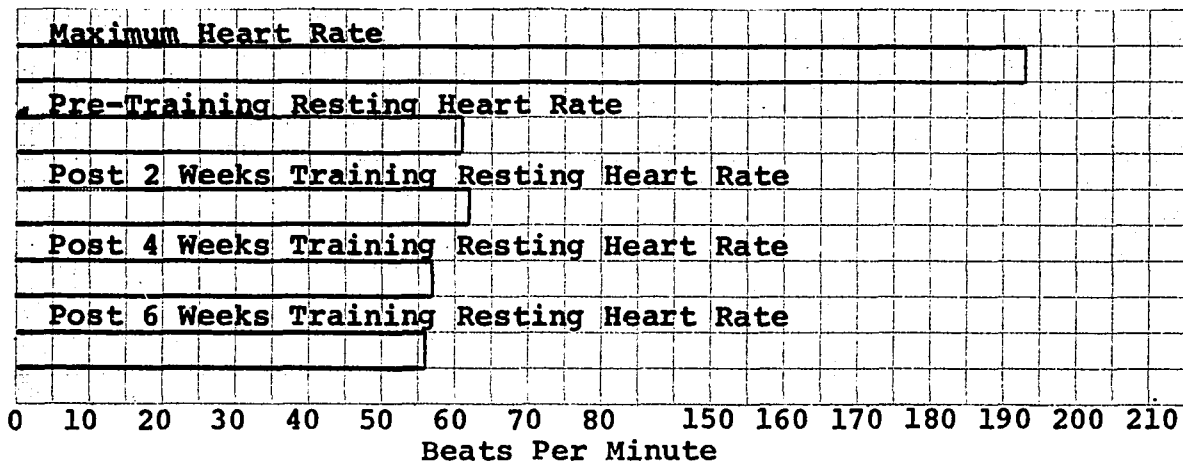 Maximum Heart Rate
Pre-Training Resting Heart Rate
Post 2 Weeks Training Resting Heart Rate
Post 4 Weeks Training Resting Heart Rate
Post 6 Weeks Training Resting Heart Rate
0 10 20 30 40 50 60 70 80 150 160 170 180 190 200 210
Beats Per Minute